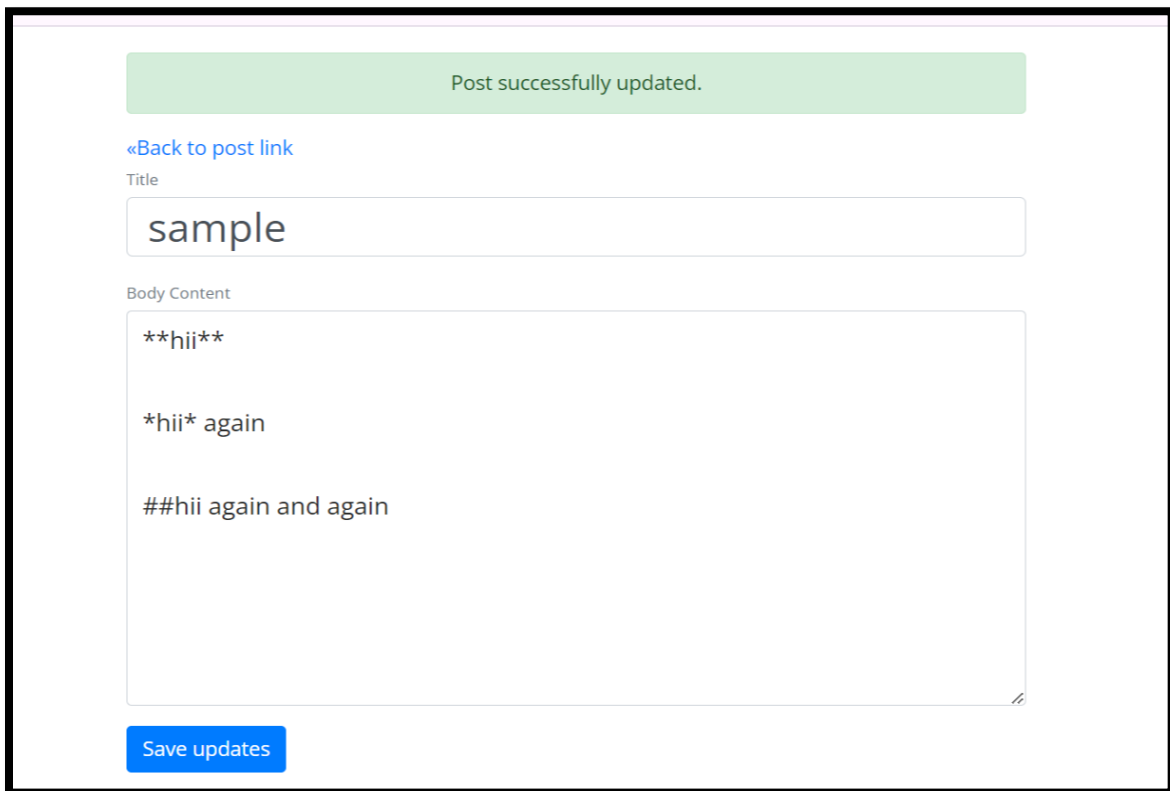 Post successfully updated.
«Back to post link
Title
sample
Body Content
**hii**
*hii* again
##hii again and again
Save updates